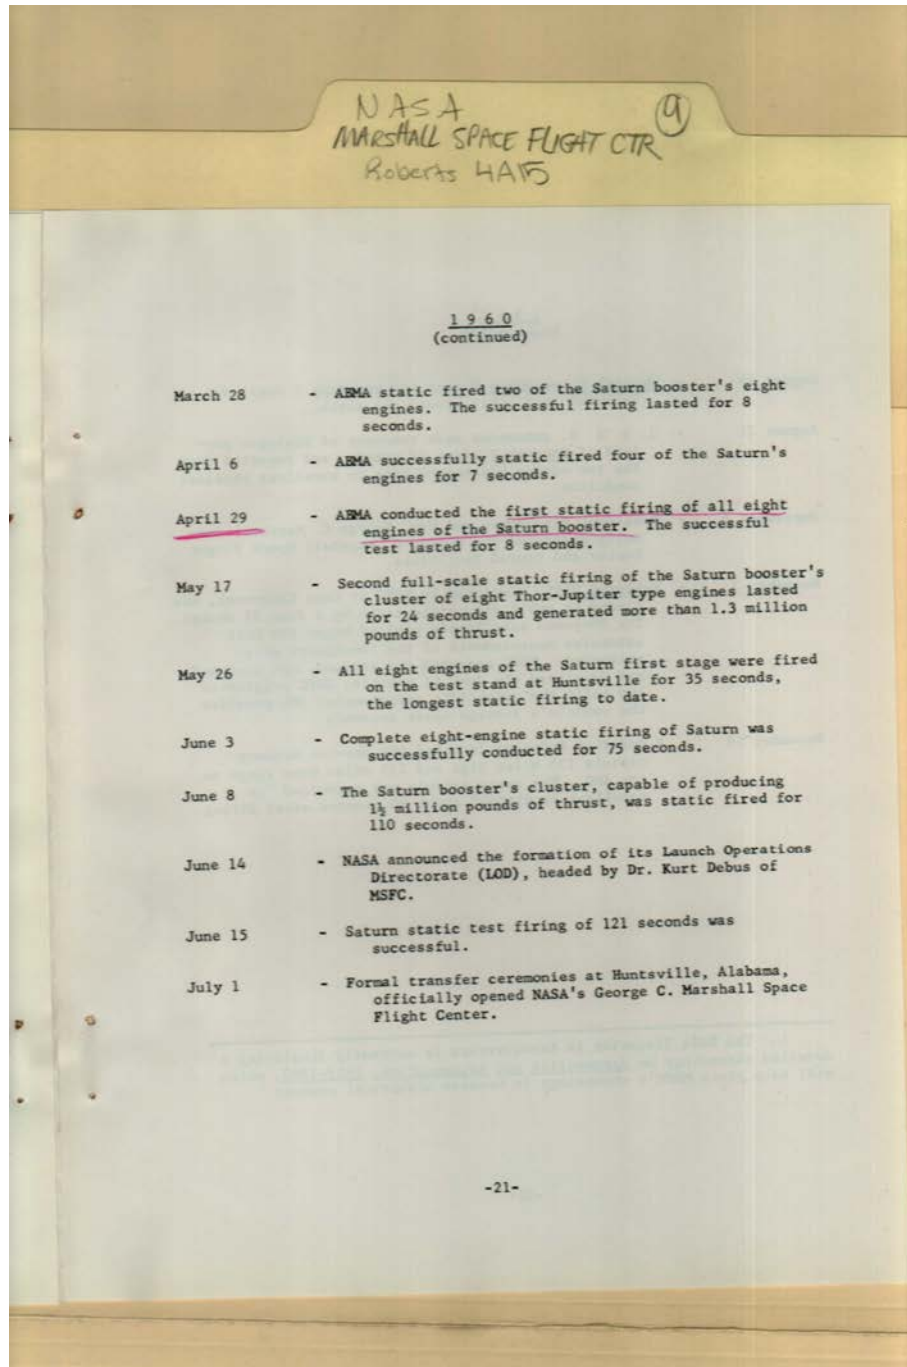 NASA
9
MARSHALL SPACE FLIGHT CTR
Roberts 4A15
1 9 6 0
(continued)
March 28 - ABMA static fired two of the Saturn booster's eight
engines. The successful firing lasted for 8
seconds.
April 6 - ABMA successfully static fired four of the Saturn's
engines for 7 seconds.
April 29 - ABMA conducted the first static firing of all eight
engines of the Saturn booster. The successful
test lasted for 8 seconds.
May 17 - Second full-scale static firing of the Saturn booster's
cluster of eight Thor-Jupiter type engines lasted
for 24 seconds and generated more than 1.3 million
pounds of thrust.
May 26 - All eight engines of the Saturn first stage were fired
on the test stand at Huntsville for 35 seconds,
the longest static firing to date.
June 3 - Complete eight-engine static firing of Saturn was
successfully conducted for 75 seconds.
June 8 - The Saturn booster's cluster, capable of producing
1½ million pounds of thrust, was static fired for
110 seconds.
June 14 - NASA announced the formation of its Launch Operations
Directorate (LOD), headed by Dr. Kurt Debus of
MSFC.
June 15 - Saturn static test firing of 121 seconds was
successful.
July 1 - Formal transfer ceremonies at Huntsville, Alabama,
officially opened NASA's George C. Marshall Space
Flight Center.
-21-